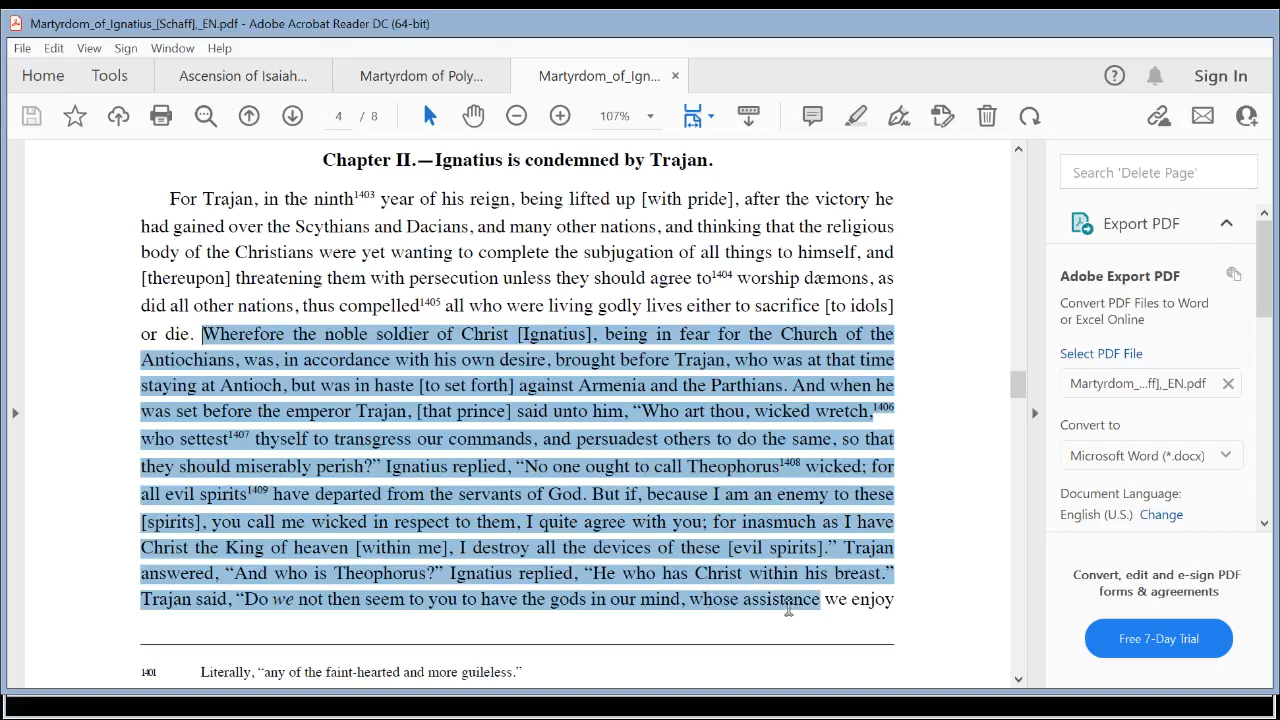 Martyrdom_of_Ignatius_[Schaff]._EN.pdf - Adobe Acrobat Reader DC (64-bit)
File Edit View Sign Window Help
Home Tools Ascension of Isaiah... Martyrdom of Poly... Martyrdom_of_Ign... × Sign In
4 / 8 107%
Chapter II.—Ignatius is condemned by Trajan.
For Trajan, in the ninth1403 year of his reign, being lifted up [with pride], after the victory he
had gained over the Scythians and Dacians, and many other nations, and thinking that the religious
body of the Christians were yet wanting to complete the subjugation of all things to himself, and
[thereupon] threatening them with persecution unless they should agree to1404 worship dæmons, as
did all other nations, thus compelled1405 all who were living godly lives either to sacrifice [to idols]
or die. Wherefore the noble soldier of Christ [Ignatius], being in fear for the Church of the
Antiochians, was, in accordance with his own desire, brought before Trajan, who was at that time
staying at Antioch, but was in haste [to set forth] against Armenia and the Parthians. And when he
was set before the emperor Trajan, [that prince] said unto him, “Who art thou, wicked wretch,1406
who settest1407 thyself to transgress our commands, and persuadest others to do the same, so that
they should miserably perish?” Ignatius replied, “No one ought to call Theophorus1408 wicked; for
all evil spirits1409 have departed from the servants of God. But if, because I am an enemy to these
[spirits], you call me wicked in respect to them, I quite agree with you; for inasmuch as I have
Christ the King of heaven [within me], I destroy all the devices of these [evil spirits].” Trajan
answered, “And who is Theophorus?” Ignatius replied, “He who has Christ within his breast.”
Trajan said, “Do we not then seem to you to have the gods in our mind, whose assistance we enjoy
1401 Literally, “any of the faint-hearted and more guileless.”
Search 'Delete Page'
Export PDF
Adobe Export PDF
Convert PDF Files to Word
or Excel Online
Select PDF File
Martyrdom_...ff]._EN.pdf
Convert to
Microsoft Word (*.docx)
Document Language:
English (U.S.) Change
Convert, edit and e-sign PDF
forms & agreements
Free 7-Day Trial